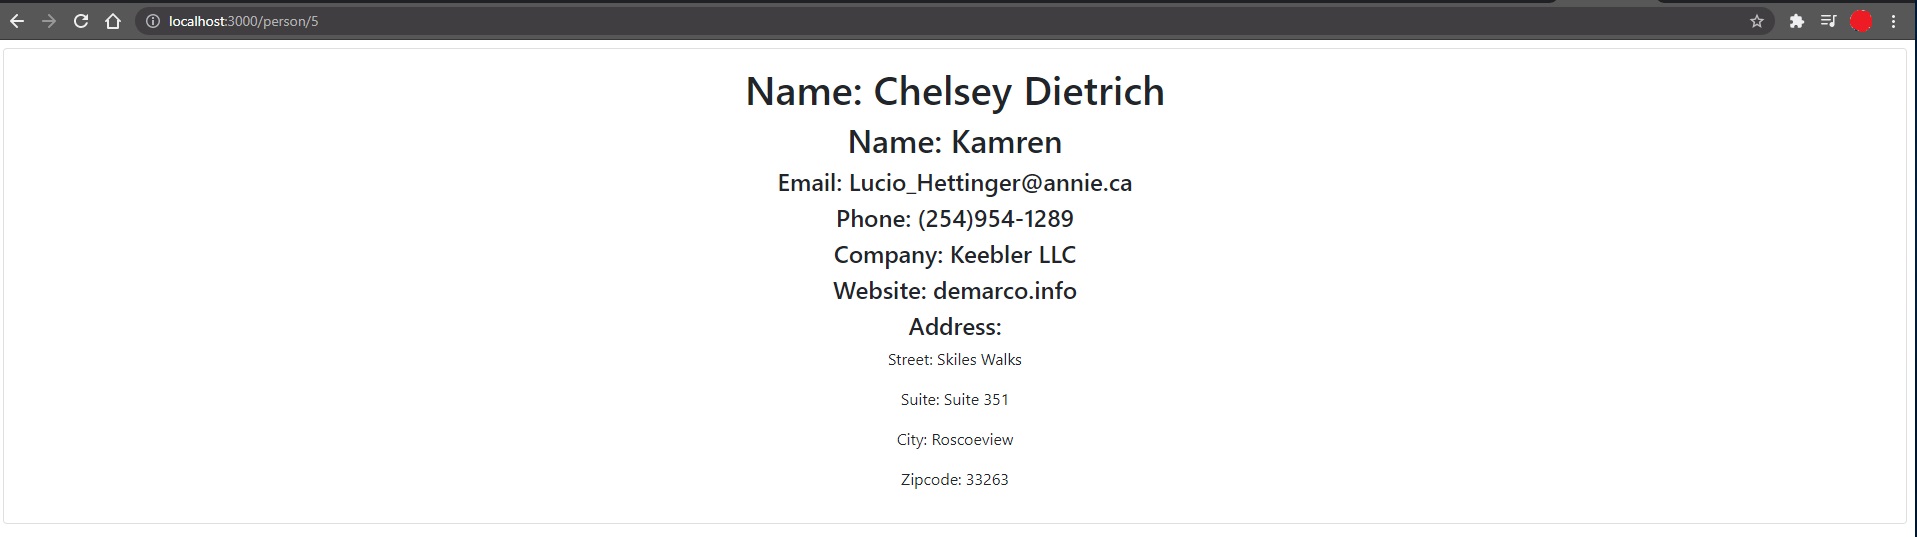 localhost:3000/person/5
Name: Chelsey Dietrich
Name: Kamren
Email: Lucio_Hettinger@annie.ca
Phone: (254)954-1289
Company: Keebler LLC
Website: demarco.info
Address:
Street: Skiles Walks
Suite: Suite 351
City: Roscoeview
Zipcode: 33263